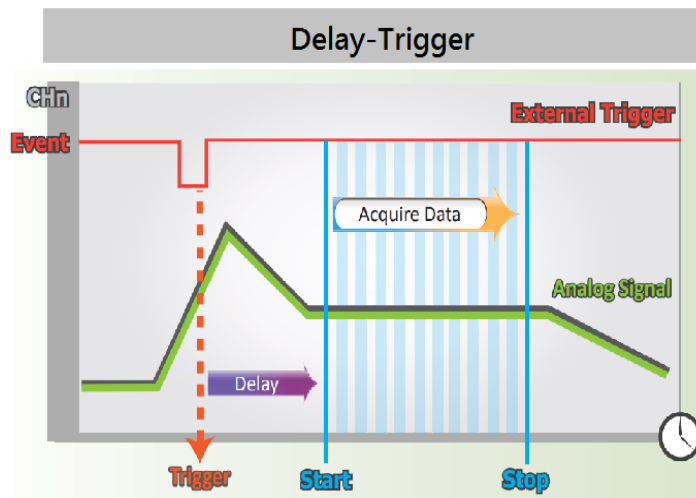 Delay-Trigger
CHn
External Trigger
Event
Acquire Data
Analog Signal
Delay
Trigger
Start
Stop